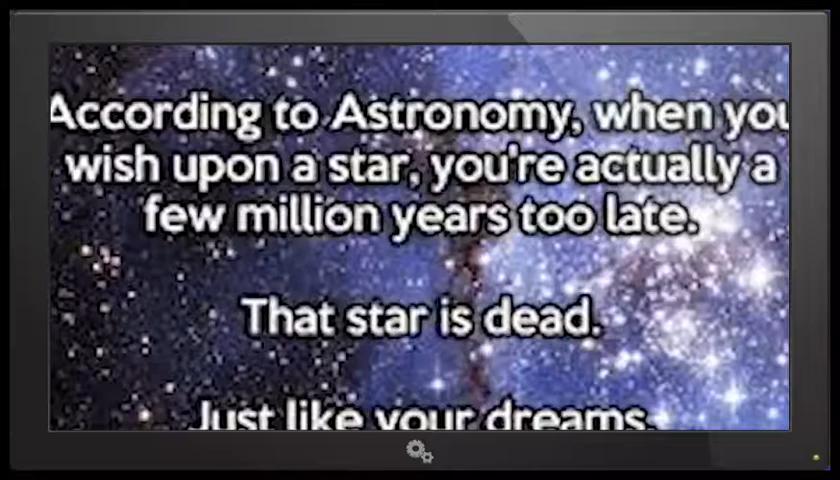 According to Astronomy, when you
wish upon a star, you're actually a
few million years too late.
That star is dead.
Just like your dreams.